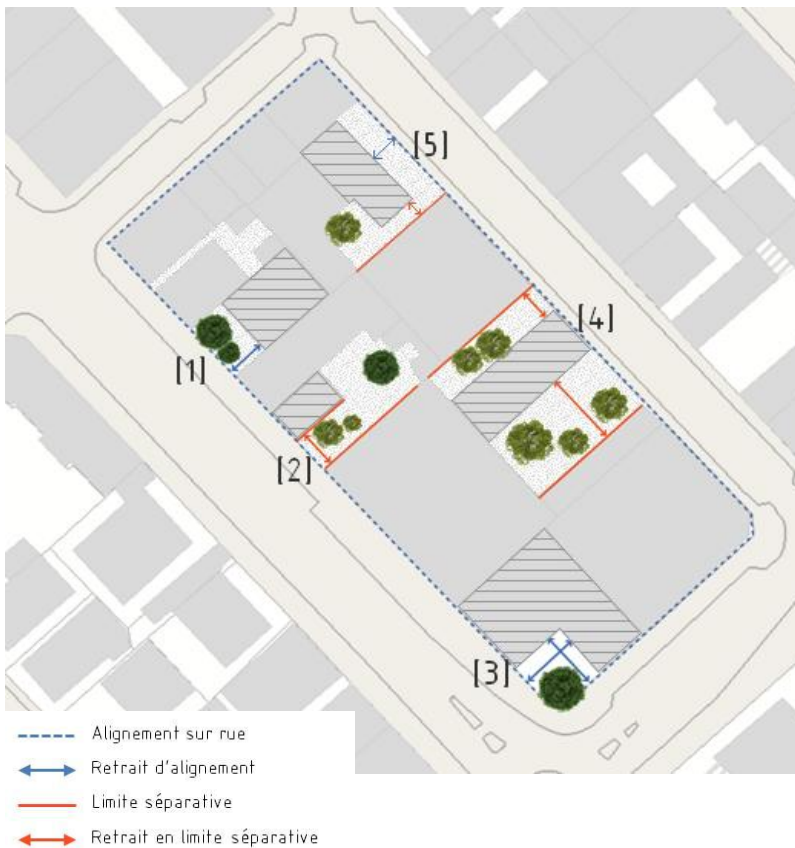 [5]
[4]
[1]
[2]
[3]
Alignement sur rue
Retrait d'alignement
Limite séparative
Retrait en limite séparative